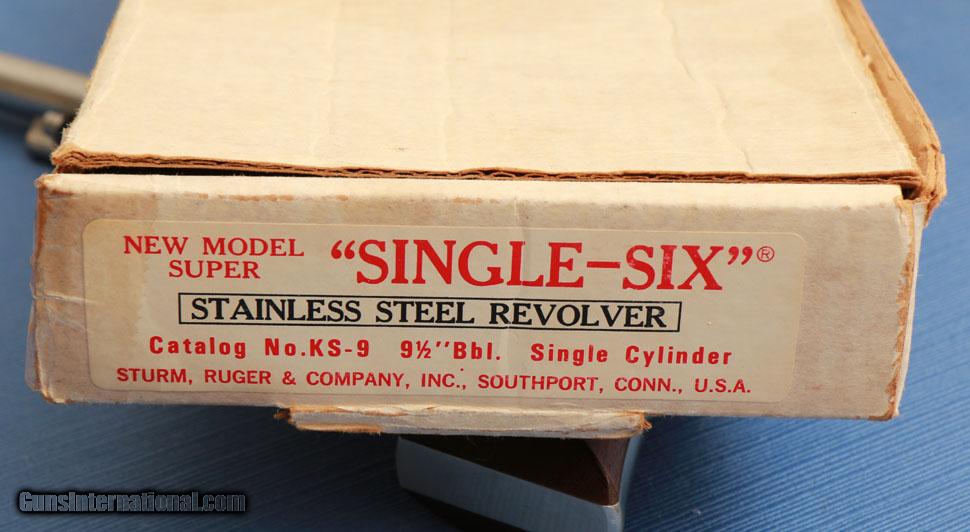 NEW MODEL
SUPER
“SINGLE–SIX”®
STAINLESS STEEL REVOLVER
Catalog No.KS-9 9½″Bbl. Single Cylinder
STURM, RUGER & COMPANY, INC., SOUTHPORT, CONN., U.S.A.
GunsInternational.com